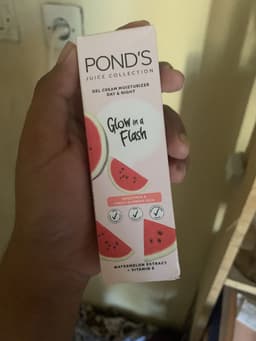 POND'S
JUICE COLLECTION
GEL CREAM MOISTURIZER
DAY & NIGHT
Glow in a
Flash
WATERMELON EXTRACT
+ VITAMIN E